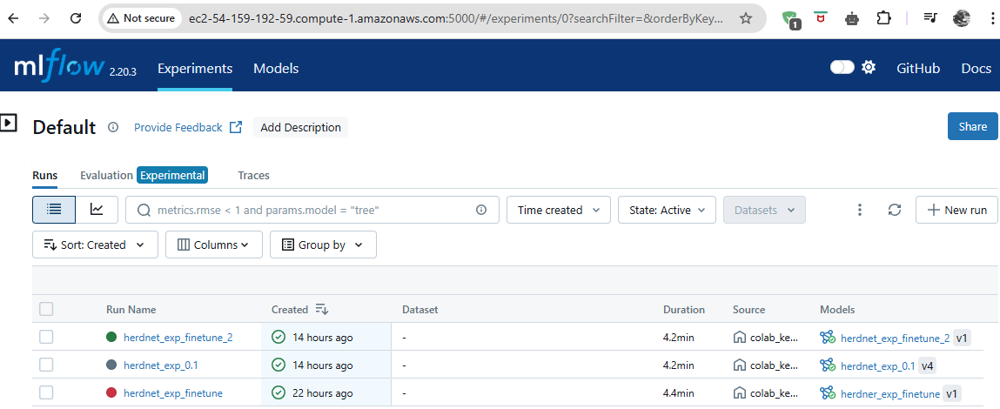 Not secure ec2-54-159-192-59.compute-1.amazonaws.com:5000/#/experiments/0?searchFilter=&orderByKey... 1
mlflow 2.20.3 Experiments Models GitHub Docs
Default Provide Feedback Add Description Share
Runs Evaluation Experimental Traces
metrics.rmse < 1 and params.model = "tree" Time created State: Active Datasets New run
Sort: Created Columns Group by
Run Name Created Dataset Duration Source Models
herdnet_exp_finetune_2 14 hours ago - 4.2min colab_ke... herdnet_exp_finetune_2 v1
herdnet_exp_0.1 14 hours ago - 4.2min colab_ke... herdnet_exp_0.1 v4
herdnet_exp_finetune 22 hours ago - 4.4min colab_ke... herdner_exp_finetune v1